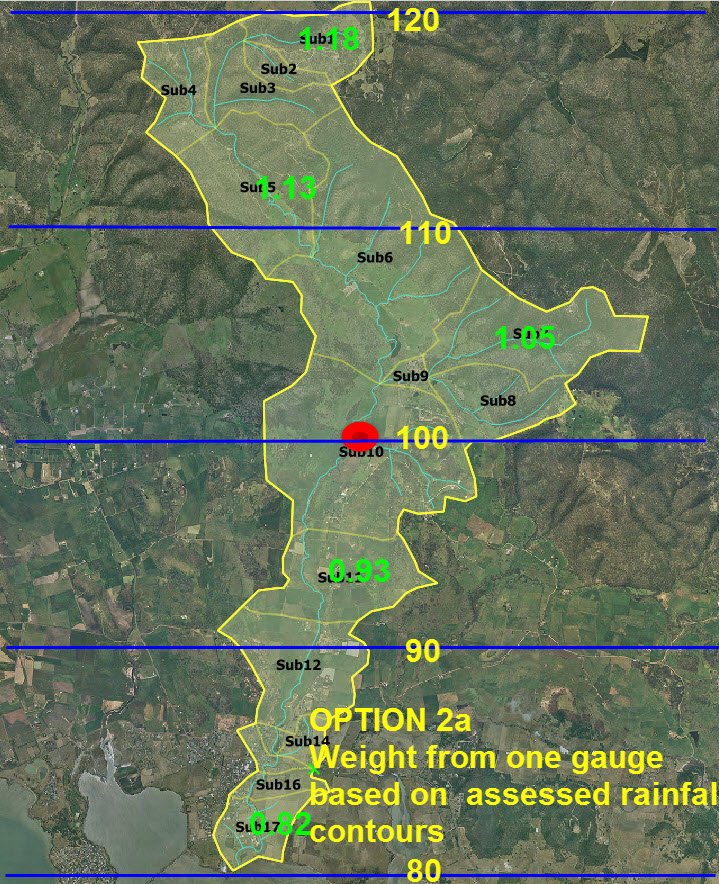 120
1.18
Sub1
Sub2
Sub3
Sub4
Sub5
1.13
110
Sub6
1.05
Sub9
Sub8
100
Sub10
0.93
90
Sub12
OPTION 2a
Sub14
Weight from one gauge
Sub16
based on assessed rainfal
Sub17
0.82
contours
80